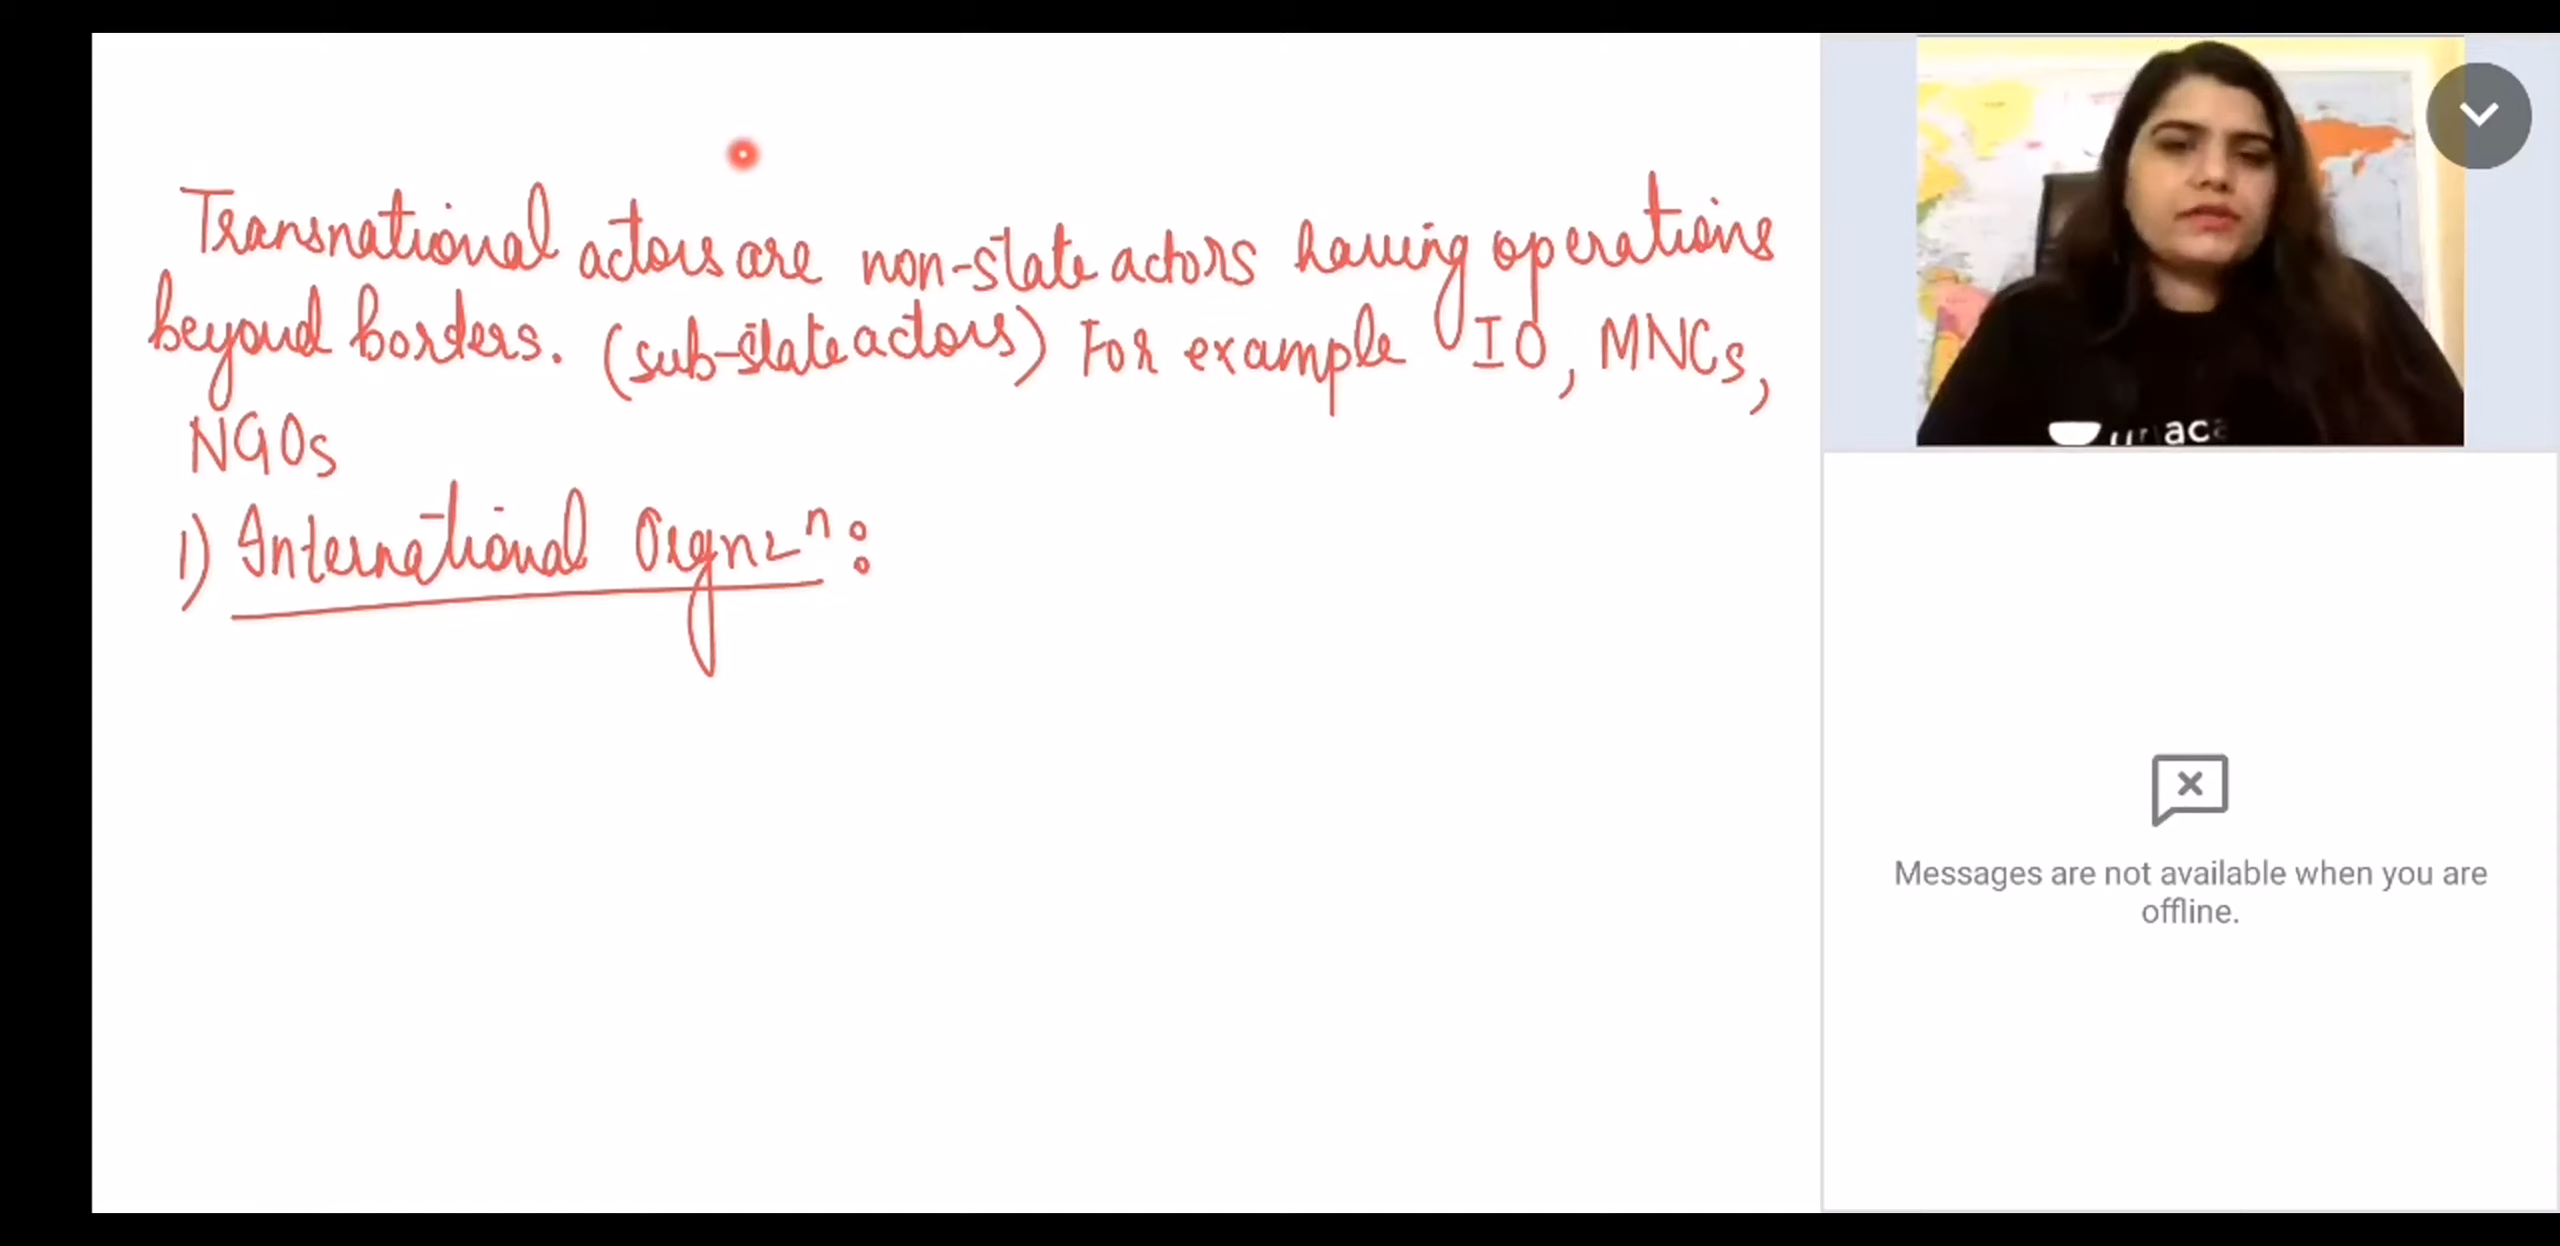 Transnational actors are non-state actors having operations
beyond borders. (sub-state actors) For example IO, MNCs,
NGOs
1) International Orgnzⁿ:
Messages are not available when you are
offline.